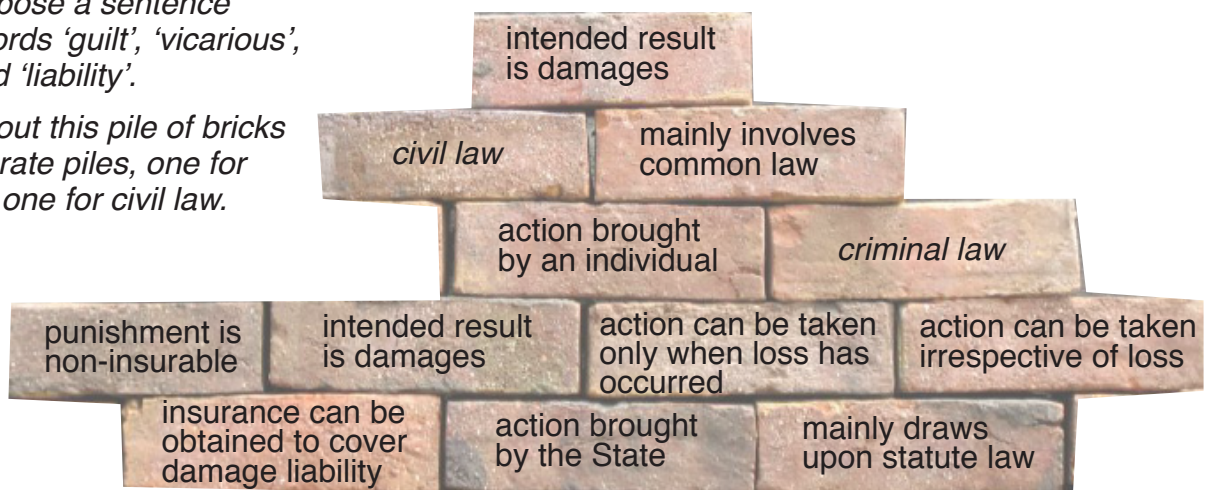 pose a sentence
ords ‘guilt’, ‘vicarious’,
d ‘liability’.
out this pile of bricks
rate piles, one for
one for civil law.
intended result
is damages
civil law
mainly involves
common law
action brought
by an individual
criminal law
punishment is
non-insurable
intended result
is damages
action can be taken
only when loss has
occurred
action can be taken
irrespective of loss
insurance can be
obtained to cover
damage liability
action brought
by the State
mainly draws
upon statute law